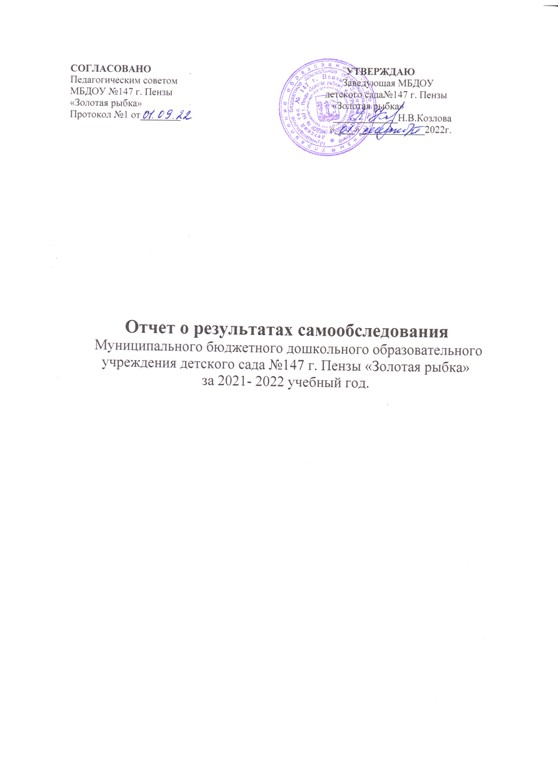 СОГЛАСОВАНО
Педагогическим советом
МБДОУ №147 г. Пензы
«Золотая рыбка»
Протокол №1 от 01.09.22
УТВЕРЖДАЮ
Заведующая МБДОУ
детского сада№147 г. Пензы
«Золотая рыбка»
Н.В.Козлова
«01» сентября 2022г.
Отчет о результатах самообследования
Муниципального бюджетного дошкольного образовательного
учреждения детского сада №147 г. Пензы «Золотая рыбка»
за 2021- 2022 учебный год.